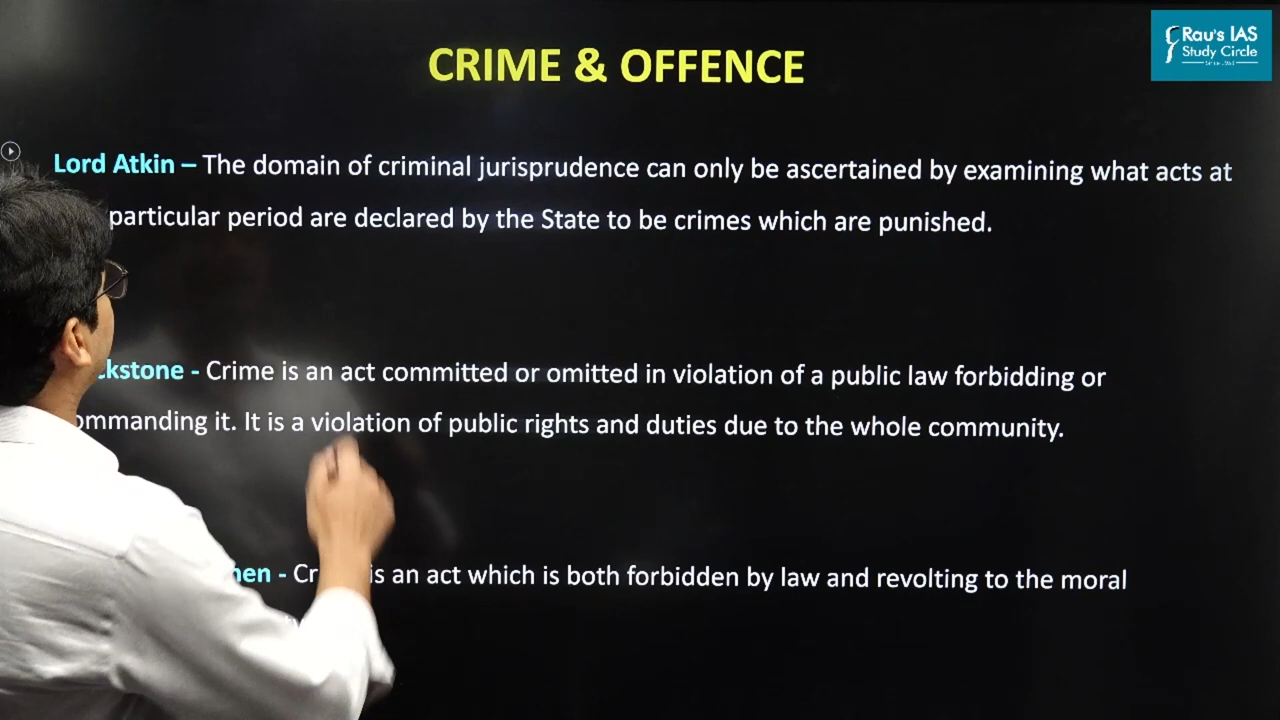 Rau's IAS
Study Circle
CRIME & OFFENCE
Lord Atkin – The domain of criminal jurisprudence can only be ascertained by examining what acts at
particular period are declared by the State to be crimes which are punished.
ckstone - Crime is an act committed or omitted in violation of a public law forbidding or
ommanding it. It is a violation of public rights and duties due to the whole community.
hen - Cr is an act which is both forbidden by law and revolting to the moral